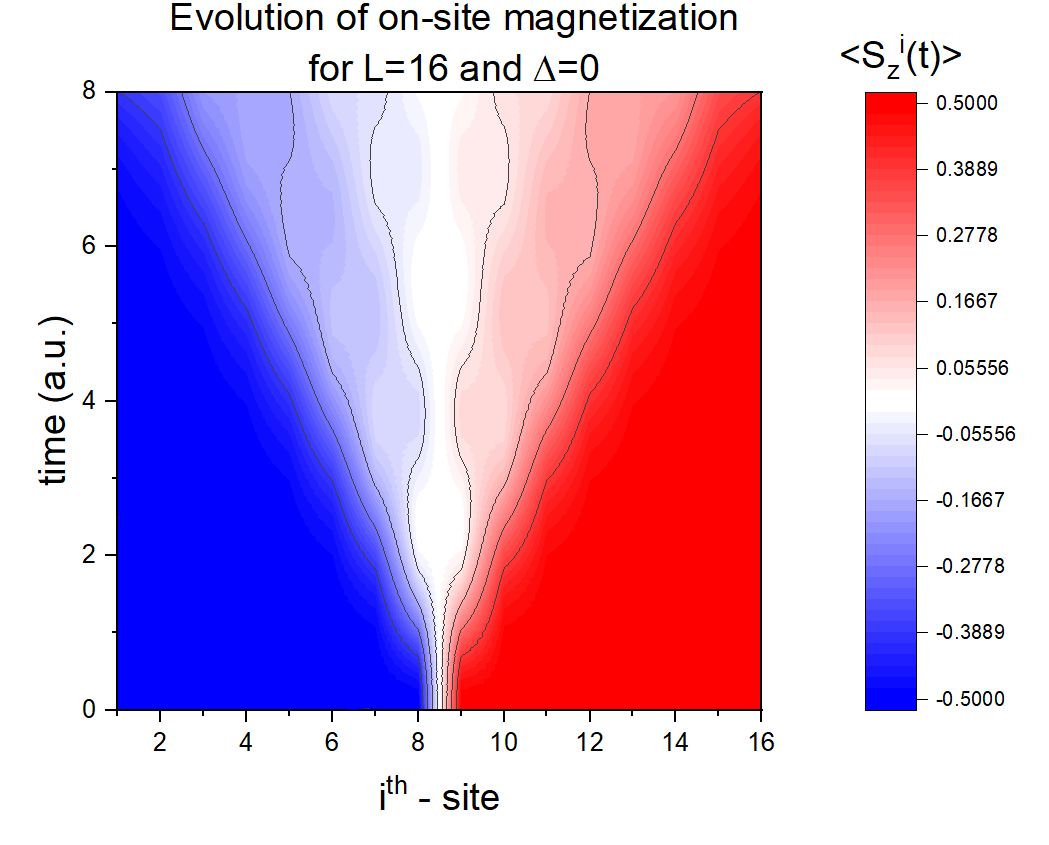 Evolution of on-site magnetization
for L=16 and Δ=0
<S_z^i(t)>
8
6
4
2
0
time (a.u.)
2 4 6 8 10 12 14 16
i^th - site
0.5000
0.3889
0.2778
0.1667
0.05556
-0.05556
-0.1667
-0.2778
-0.3889
-0.5000